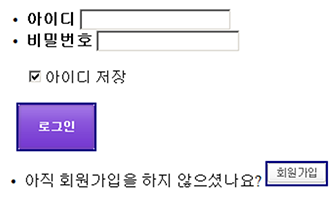 • 아이디
• 비밀번호
아이디 저장
로그인
• 아직 회원가입을 하지 않으셨나요? 회원가입